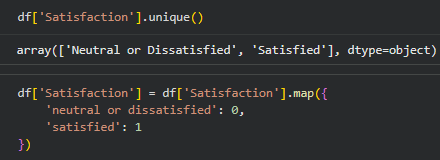 df['Satisfaction'].unique()
array(['Neutral or Dissatisfied', 'Satisfied'], dtype=object)
df['Satisfaction'] = df['Satisfaction'].map({
    'neutral or dissatisfied': 0,
    'satisfied': 1
})